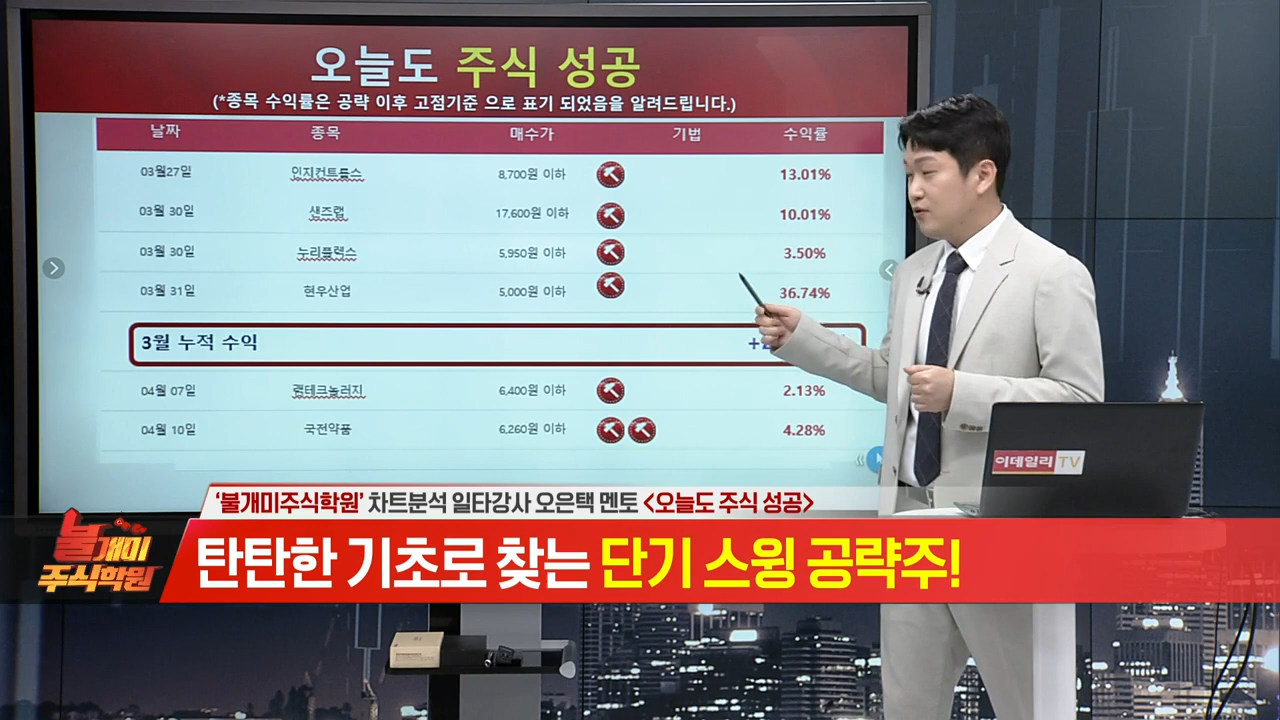 오늘도 주식 성공
(*종목 수익률은 공략 이후 고점기준 으로 표기 되었음을 알려드립니다.)
날짜 종목 매수가 기법 수익률
03월27일 인지컨트롤스 8,700원 이하 13.01%
03월 30일 샌즈랩 17,600원 이하 10.01%
03월 30일 누리플랜스 5,950원 이하 3.50%
03월 31일 현우산업 5,000원 이하 36.74%
3월 누적 수익
04월 07일 켐테크놀러지 6,400원 이하 2.13%
04월 10일 국전약품 6,260원 이하 4.28%
이데일리 TV
'불개미주식학원' 차트분석 일타강사 오은택 멘토 <오늘도 주식 성공>
불개미
주식학원
탄탄한 기초로 찾는 단기 스윙 공략주!